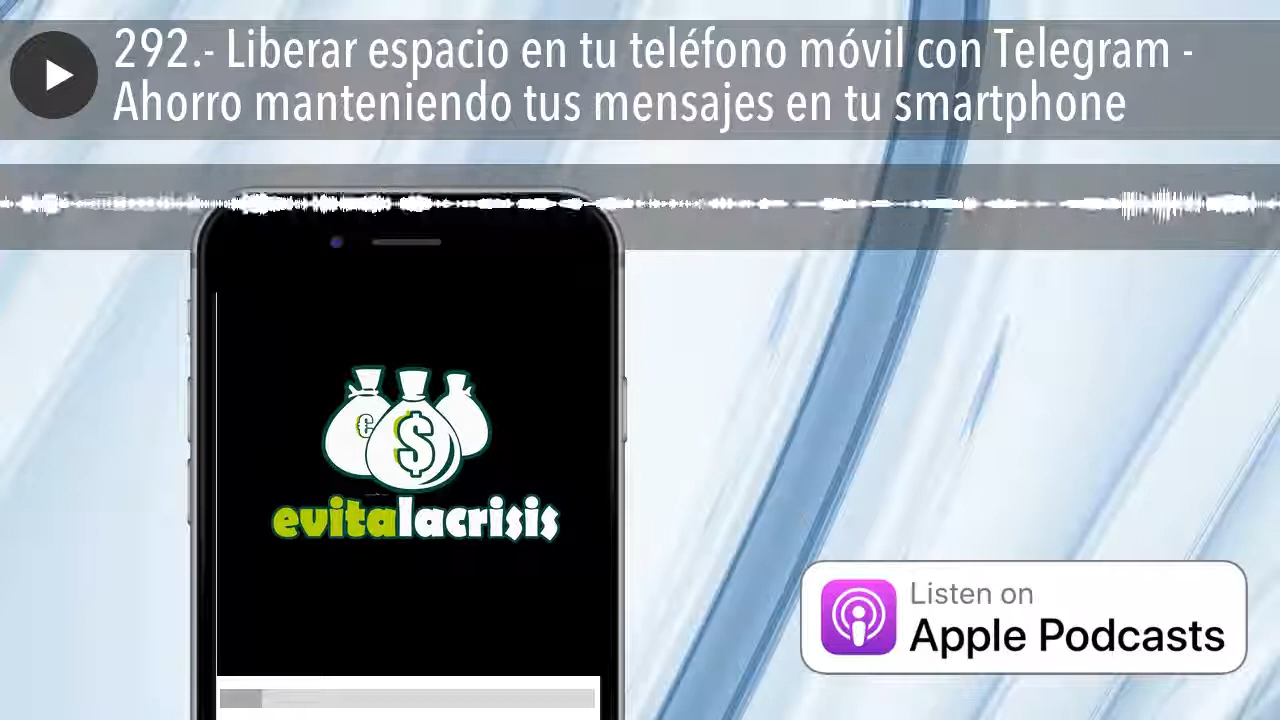 292.- Liberar espacio en tu teléfono móvil con Telegram -
Ahorro manteniendo tus mensajes en tu smartphone
€
$
evitalacrisis
Listen on
Apple Podcasts